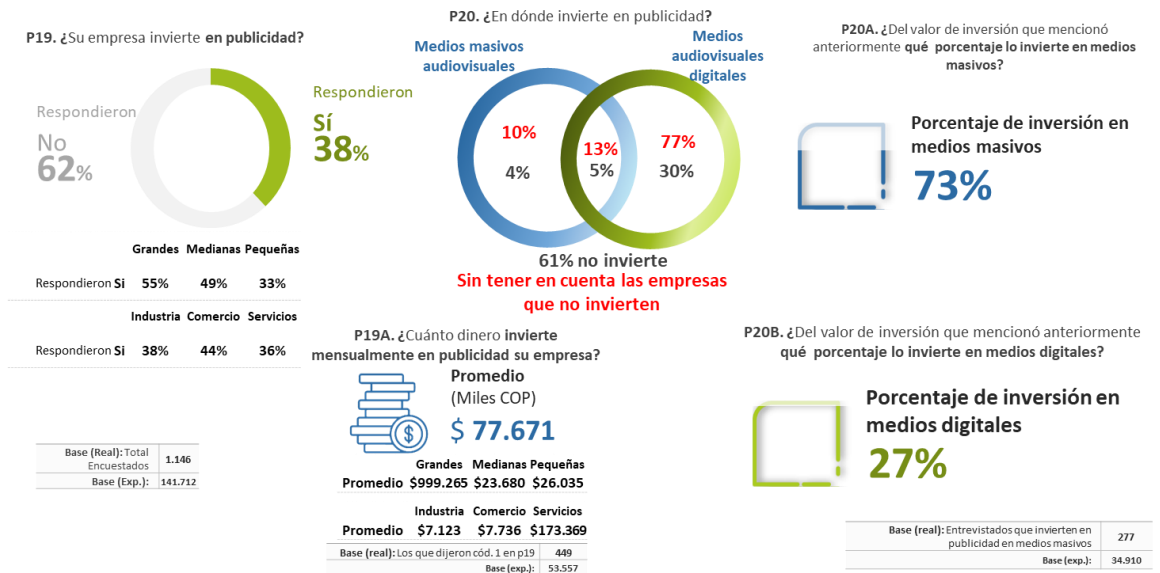 P19. ¿Su empresa invierte en publicidad?
Respondieron
No
62%
Respondieron
Sí
38%
Grandes Medianas Pequeñas
Respondieron Si 55% 49% 33%
Industria Comercio Servicios
Respondieron Si 38% 44% 36%
Base (Real): Total
Encuestados 1.146
Base (Exp.): 141.712
P20. ¿En dónde invierte en publicidad?
Medios masivos
audiovisuales
Medios
audiovisuales
digitales
10% 13% 77%
4% 5% 30%
61% no invierte
Sin tener en cuenta las empresas
que no invierten
P19A. ¿Cuánto dinero invierte
mensualmente en publicidad su empresa?
Promedio
(Miles COP)
$ 77.671
$
Grandes Medianas Pequeñas
Promedio $999.265 $23.680 $26.035
Industria Comercio Servicios
Promedio $7.123 $7.736 $173.369
Base (real): Los que dijeron cód. 1 en p19 449
Base (exp.): 53.557
P20A. ¿Del valor de inversión que mencionó
anteriormente qué porcentaje lo invierte en medios
masivos?
Porcentaje de inversión en
medios masivos
73%
P20B. ¿Del valor de inversión que mencionó anteriormente
qué porcentaje lo invierte en medios digitales?
Porcentaje de inversión en
medios digitales
27%
Base (real): Entrevistados que invierten en
publicidad en medios masivos 277
Base (exp.): 34.910